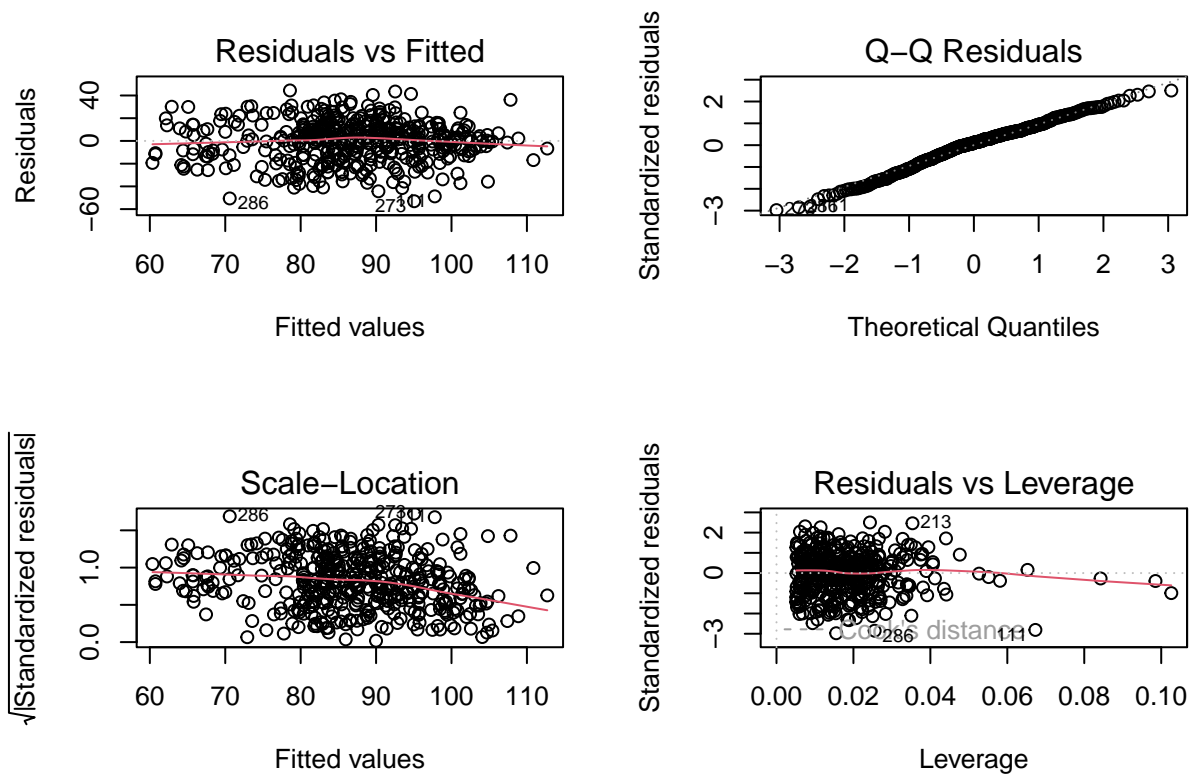 Residuals vs Fitted
Residuals
40
0
−60
286
273
111
60 70 80 90 100 110
Fitted values
Q−Q Residuals
Standardized residuals
2
0
−3
−3 −2 −1 0 1 2 3
Theoretical Quantiles
Scale−Location
√|Standardized residuals|
1.0
0.0
286
273
60 70 80 90 100 110
Fitted values
Residuals vs Leverage
Standardized residuals
2
0
−3
213
Cook's distance
286
111
0.00 0.02 0.04 0.06 0.08 0.10
Leverage